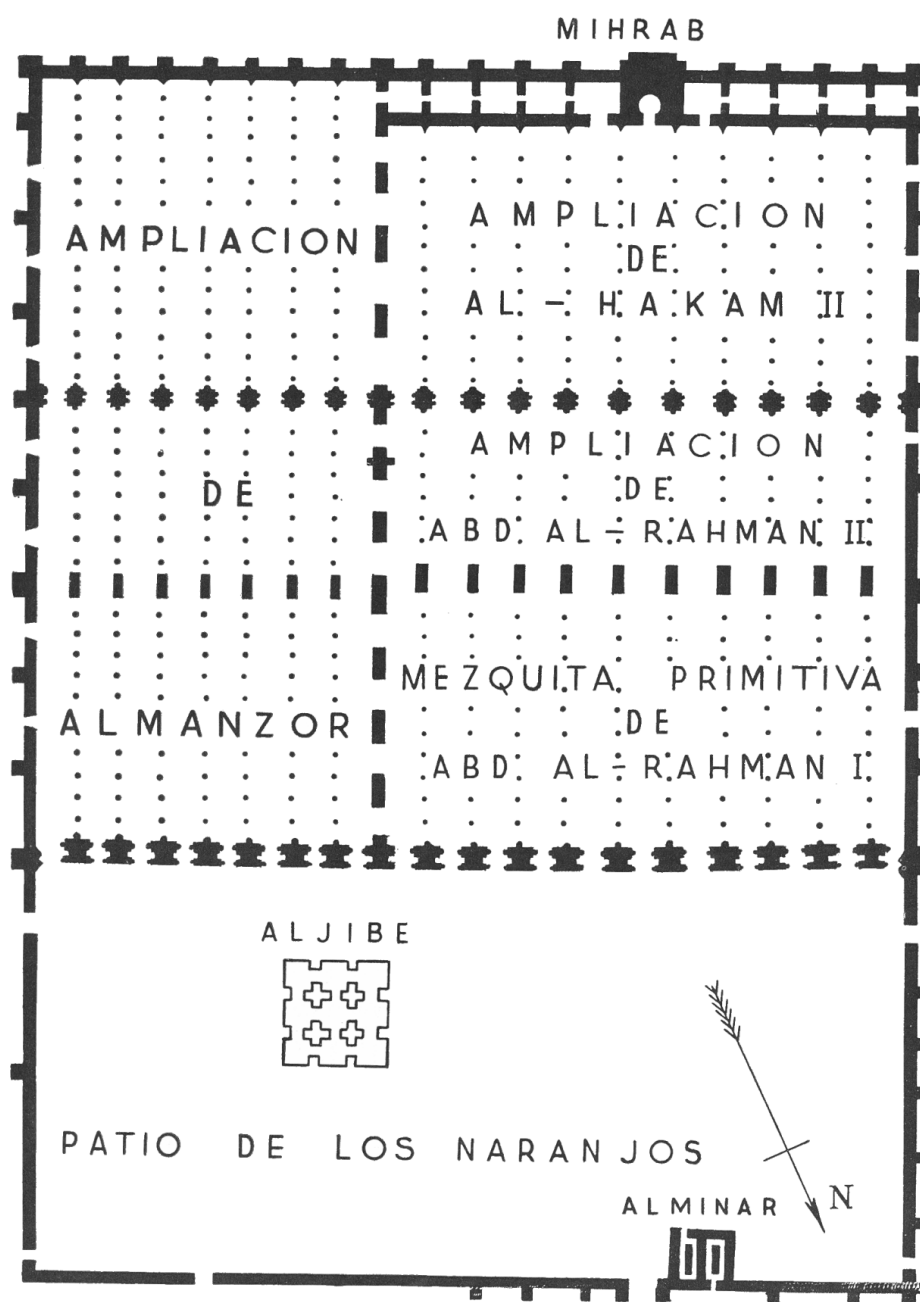 MIHRAB
AMPLIACION
DE
ALMANZOR
AMPLIACION
DE
AL-HAKAM II
AMPLIACION
DE
ABD AL-RAHMAN II
MEZQUITA PRIMITIVA
DE
ABD AL-RAHMAN I
ALJIBE
PATIO DE LOS NARANJOS
N
ALMINAR